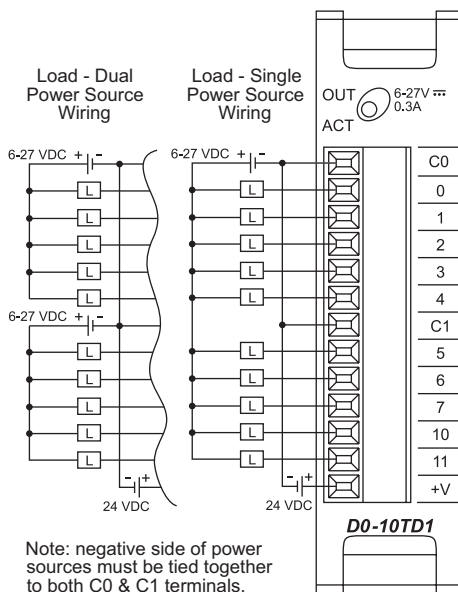 Load - Dual
Power Source
Wiring
Load - Single
Power Source
Wiring
OUT
6-27V
0.3A
ACT
6-27 VDC + -
L
L
L
L
L
6-27 VDC + -
L
L
L
L
L
- +
24 VDC
6-27 VDC + -
L
L
L
L
L
L
L
L
L
L
- +
24 VDC
C0
0
1
2
3
4
C1
5
6
7
10
11
+V
D0-10TD1
Note: negative side of power
sources must be tied together
to both C0 & C1 terminals.